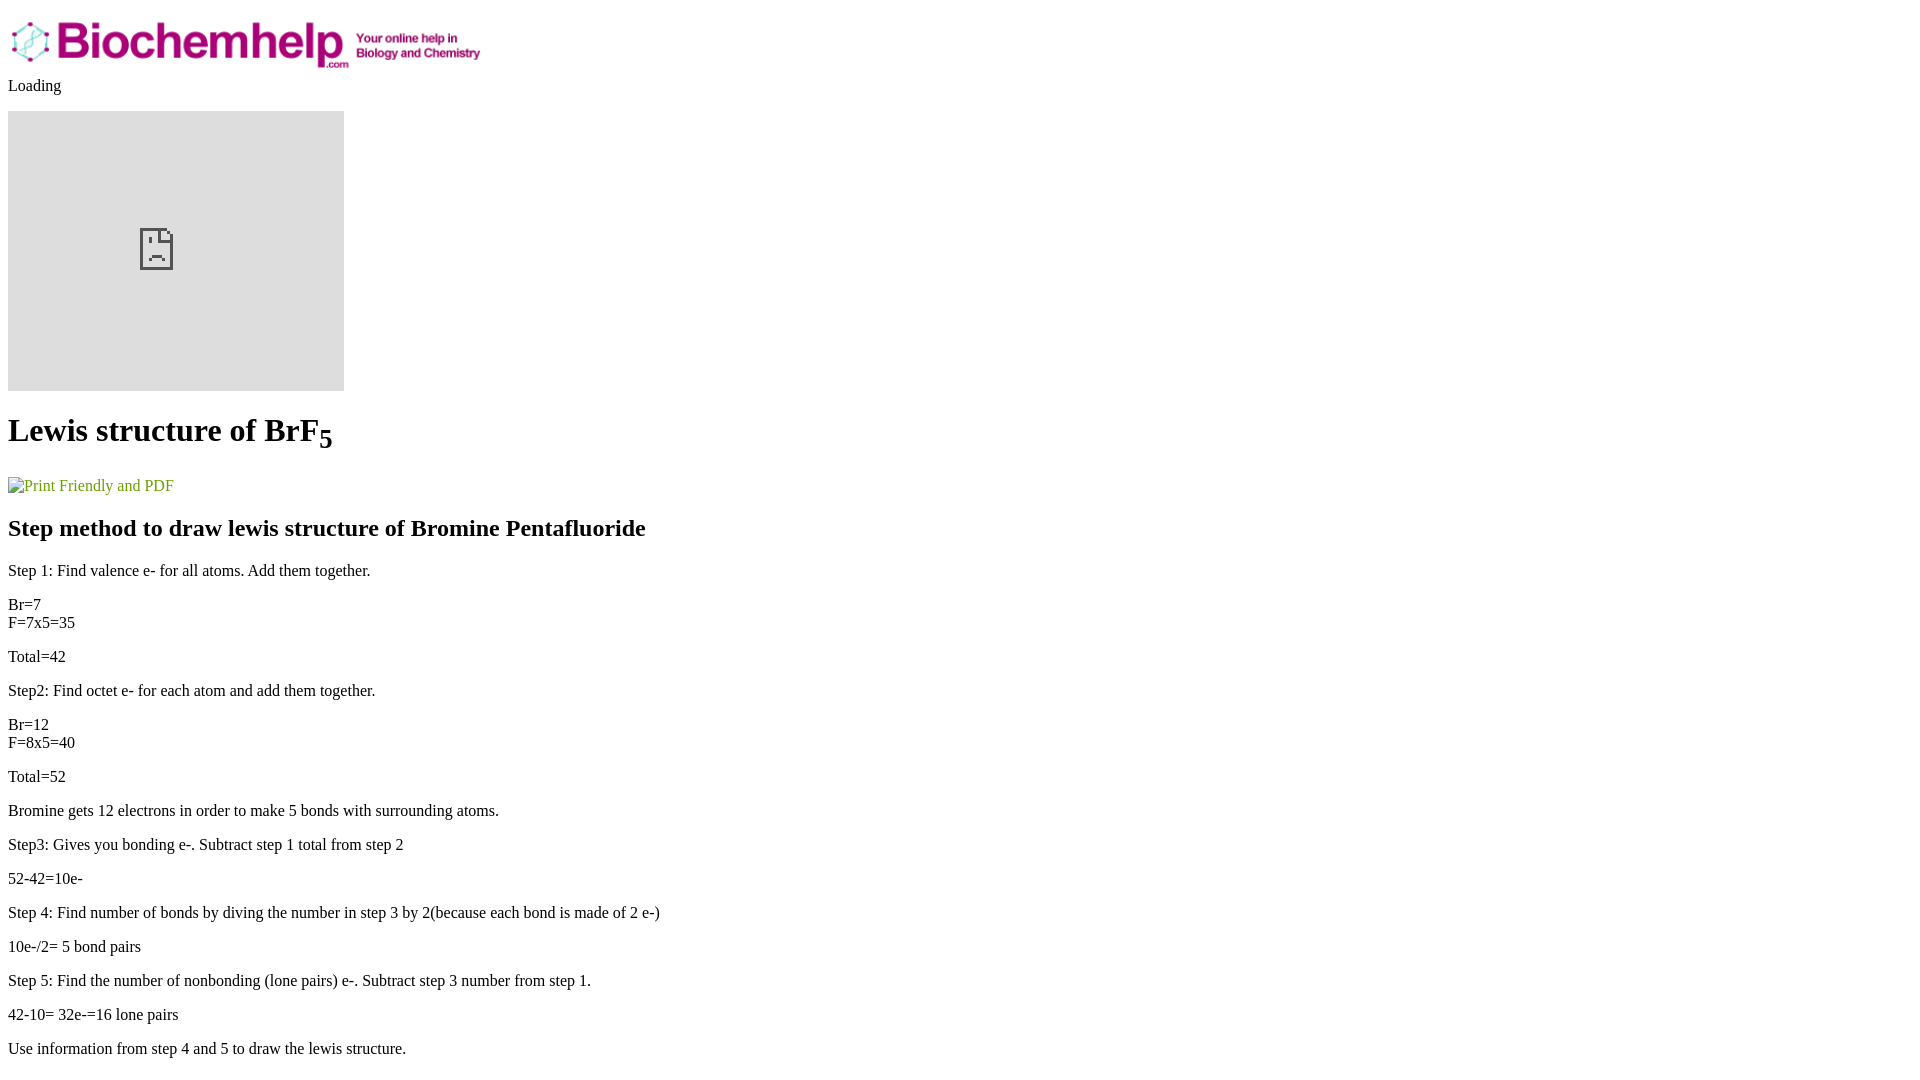 Biochemhelp
.com
Your online help in
Biology and Chemistry
Loading
Lewis structure of BrF5
Print Friendly and PDF
Step method to draw lewis structure of Bromine Pentafluoride
Step 1: Find valence e- for all atoms. Add them together.
Br=7
F=7x5=35
Total=42
Step2: Find octet e- for each atom and add them together.
Br=12
F=8x5=40
Total=52
Bromine gets 12 electrons in order to make 5 bonds with surrounding atoms.
Step3: Gives you bonding e-. Subtract step 1 total from step 2
52-42=10e-
Step 4: Find number of bonds by diving the number in step 3 by 2(because each bond is made of 2 e-)
10e-/2= 5 bond pairs
Step 5: Find the number of nonbonding (lone pairs) e-. Subtract step 3 number from step 1.
42-10= 32e-=16 lone pairs
Use information from step 4 and 5 to draw the lewis structure.